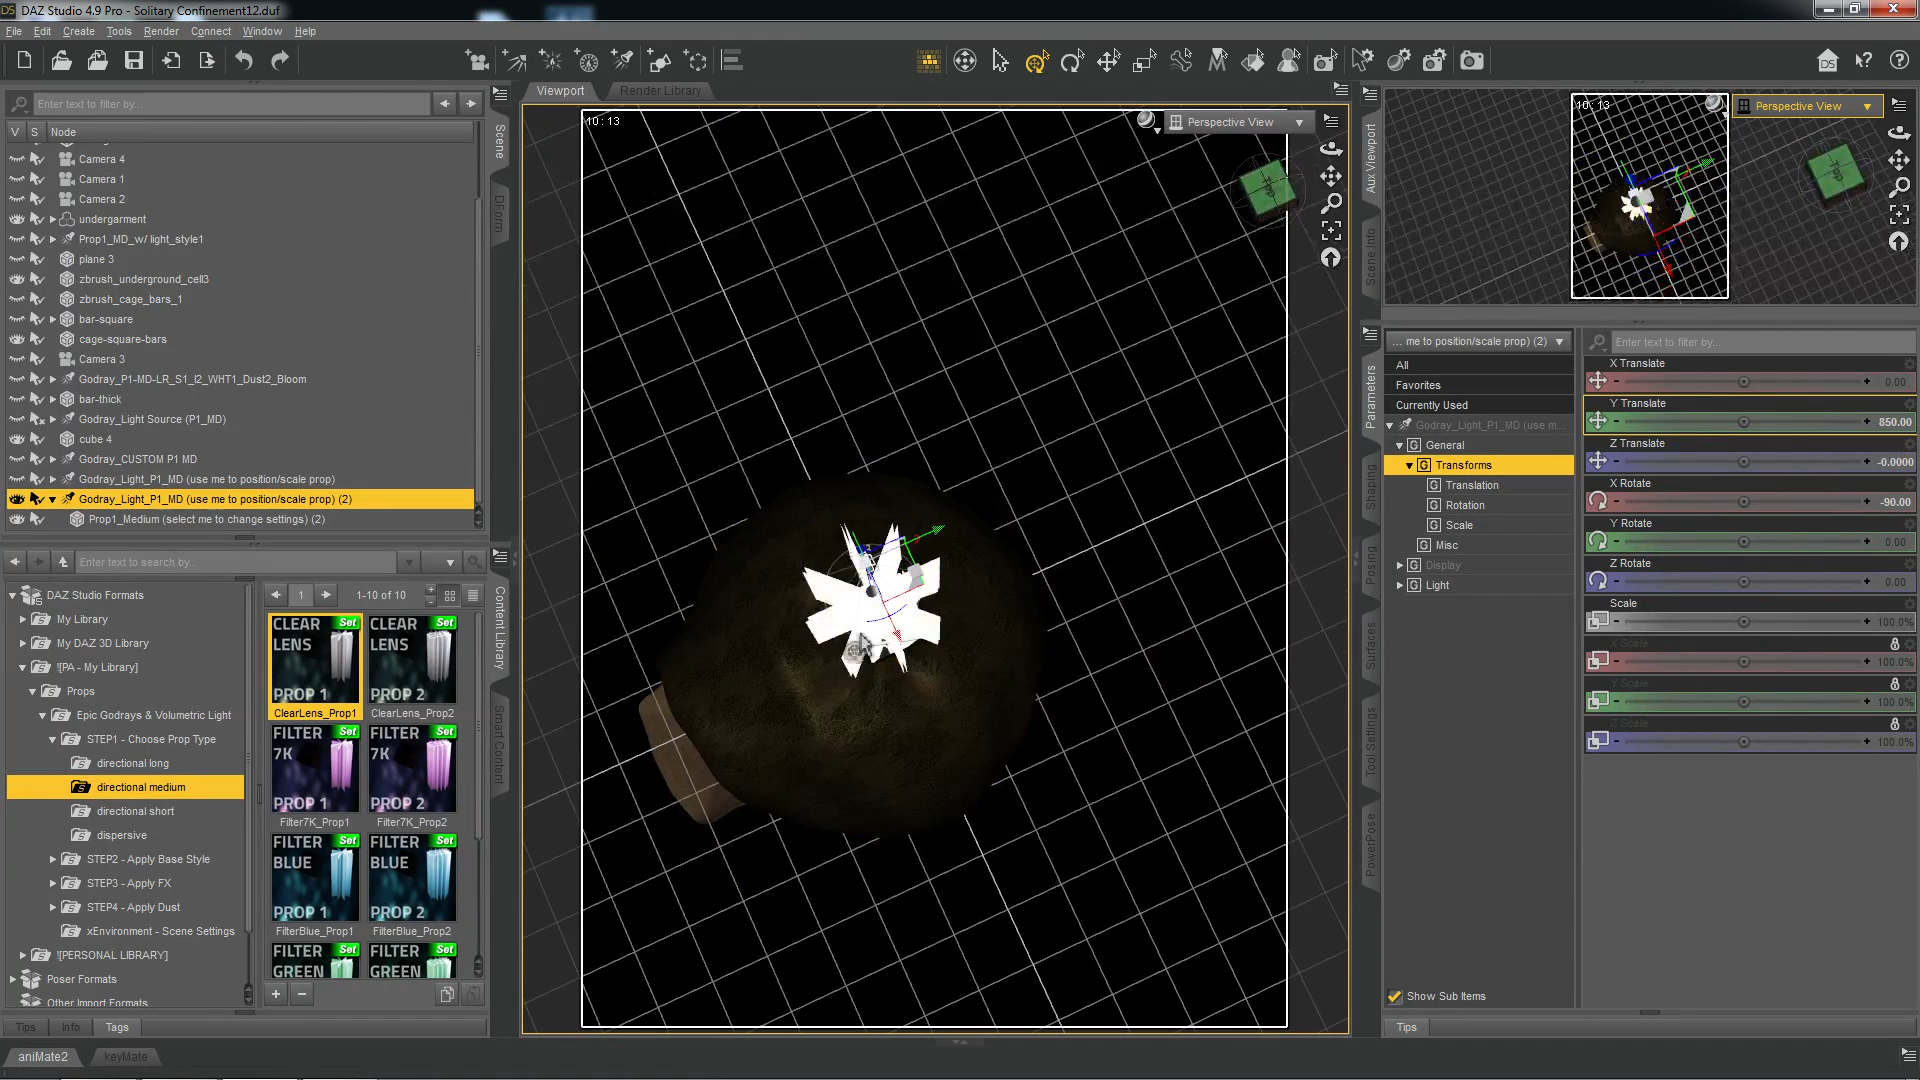 DAZ Studio 4.9 Pro - Solitary Confinement12.duf
File Edit Create Tools Render Connect Window Help
Viewport Render Library
Enter text to filter by...
V S Node
Camera 4
Camera 1
Camera 2
undergarment
Prop1_MD_w/ light_style1
plane 3
zbrush_underground_cell3
zbrush_cage_bars_1
bar-square
cage-square-bars
Camera 3
Godray_P1-MD-LR_S1_I2_WHT1_Dust2_Bloom
bar-thick
Godray_Light Source (P1_MD)
cube 4
Godray_CUSTOM P1 MD
Godray_Light_P1_MD (use me to position/scale prop)
Godray_Light_P1_MD (use me to position/scale prop) (2)
Prop1_Medium (select me to change settings) (2)
Scene
DForm
Enter text to search by...
DAZ Studio Formats
My Library
My DAZ 3D Library
![PA - My Library]
Props
Epic Godrays & Volumetric Light
STEP1 - Choose Prop Type
directional long
directional medium
directional short
dispersive
STEP2 - Apply Base Style
STEP3 - Apply FX
STEP4 - Apply Dust
xEnvironment - Scene Settings
![PERSONAL LIBRARY]
Poser Formats
Other Import Formats
1 1-10 of 10
CLEAR LENS PROP 1 Set
ClearLens_Prop1
CLEAR LENS PROP 2 Set
ClearLens_Prop2
FILTER 7K PROP 1 Set
Filter7K_Prop1
FILTER 7K PROP 2 Set
Filter7K_Prop2
FILTER BLUE PROP 1 Set
FilterBlue_Prop1
FILTER BLUE PROP 2 Set
FilterBlue_Prop2
FILTER GREEN Set
FILTER GREEN Set
Content Library
Smart Content
Tips Info Tags
aniMate2 keyMate
10 : 13
Perspective View
Top
Aux Viewport
Scene Info
10 : 13
Perspective View
Top
Parameters
Shaping
Posing
Surfaces
Tool Settings
PowerPose
... me to position/scale prop) (2)
Enter text to filter by...
All
Favorites
Currently Used
Godray_Light_P1_MD (use m...
General
Transforms
Translation
Rotation
Scale
Misc
Display
Light
X Translate
0.00
Y Translate
850.00
Z Translate
-0.0000
X Rotate
-90.00
Y Rotate
0.00
Z Rotate
0.00
Scale
100.0%
X Scale
100.0%
Y Scale
100.0%
Z Scale
100.0%
Show Sub Items
Tips